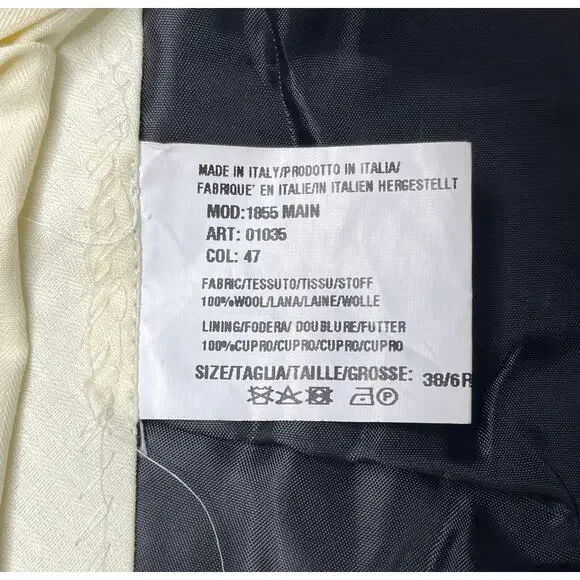 MADE IN ITALY/PRODOTTO IN ITALIA/
FABRIQUE' EN ITALIE/IN ITALIEN HERGESTELLT
MOD:1855 MAIN
ART: 01035
COL: 47
FABRIC/TESSUTO/TISSU/STOFF
100%WOOL/LANA/LAINE/WOLLE
LINING/FODERA/ DOUBLURE/FUTTER
100%CUPRO/CUPRO/CUPRO/CUPRO
SIZE/TAGLIA/TAILLE/GROSSE: 38/6R
P